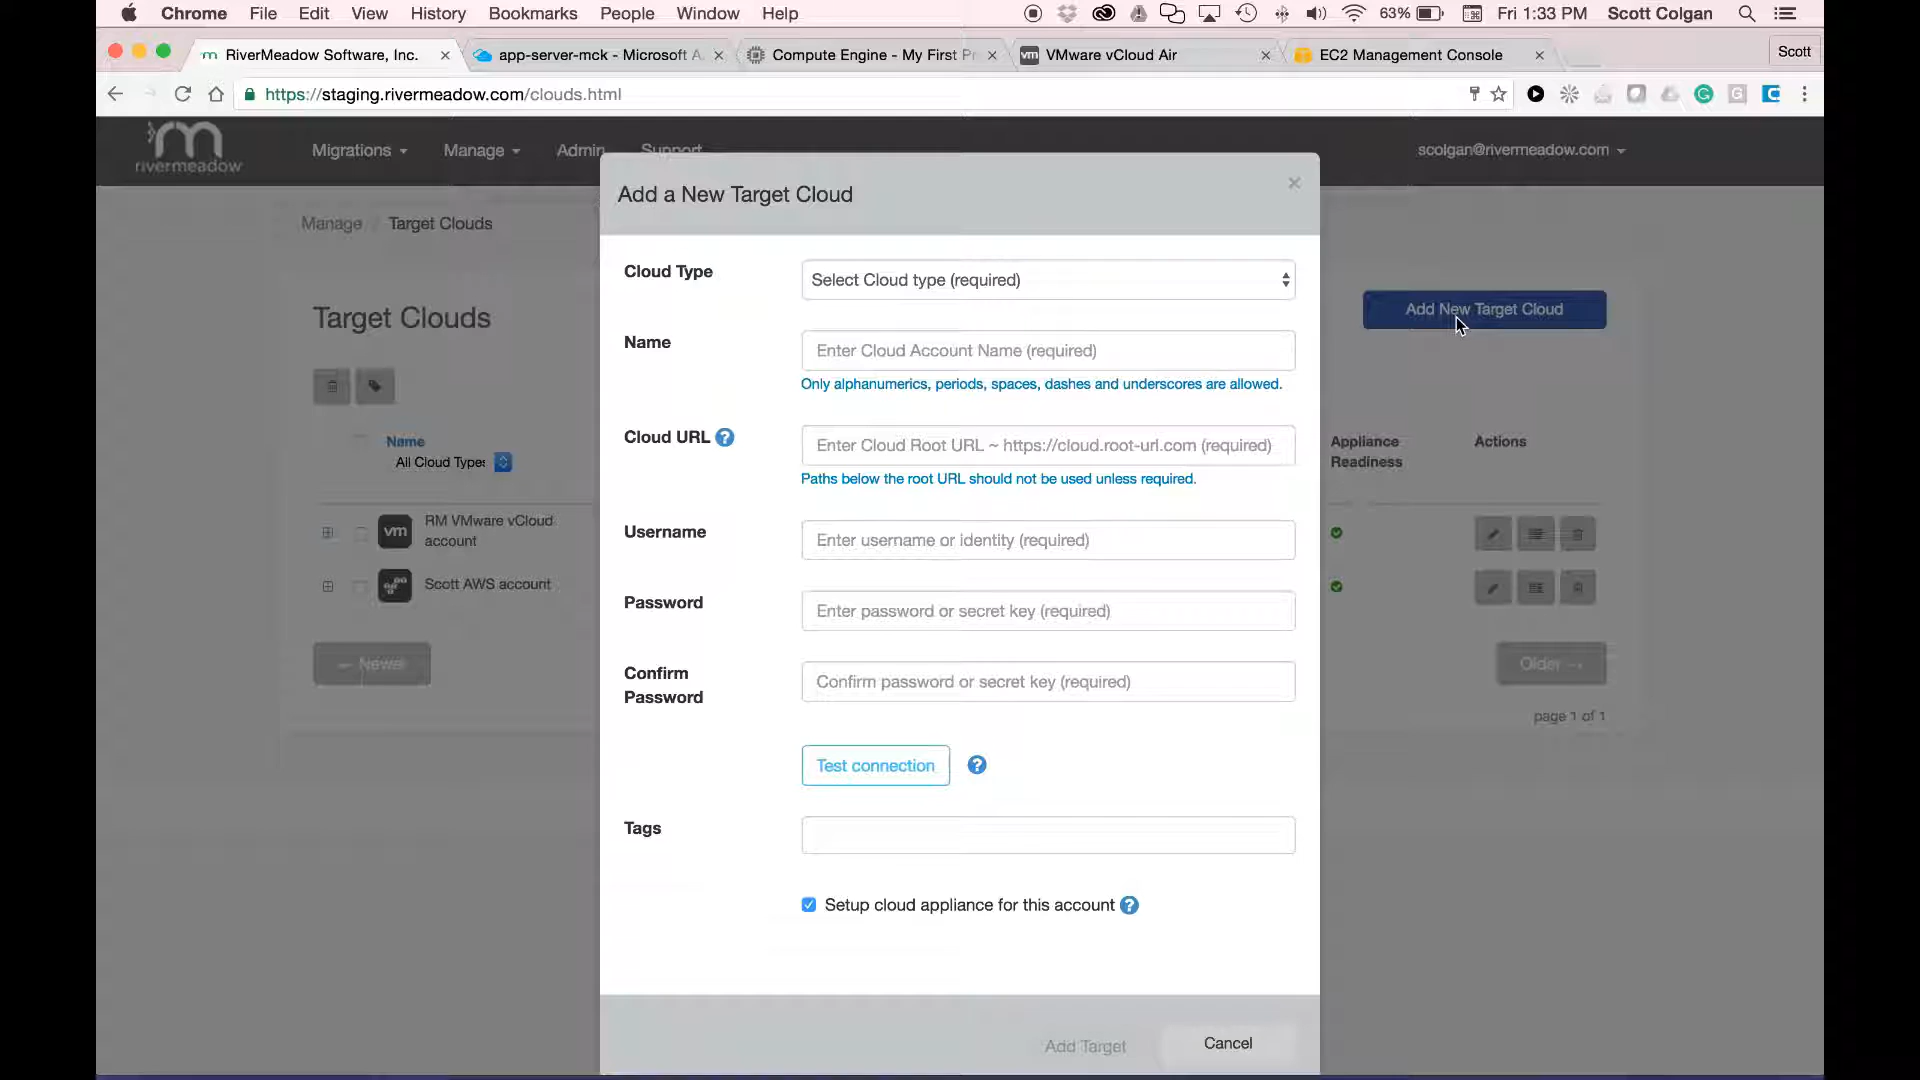 Chrome File Edit View History Bookmarks People Window Help 63% Fri 1:33 PM Scott Colgan
RiverMeadow Software, Inc. app-server-mck - Microsoft A Compute Engine - My First Pr VMware vCloud Air EC2 Management Console Scott
https://staging.rivermeadow.com/clouds.html
m
rivermeadow
Migrations Manage Admin Support scolgan@rivermeadow.com
Add a New Target Cloud
Manage / Target Clouds
Target Clouds
Add New Target Cloud
Cloud Type
Select Cloud type (required)
Name
Enter Cloud Account Name (required)
Only alphanumerics, periods, spaces, dashes and underscores are allowed.
Name
All Cloud Types
Cloud URL ?
Enter Cloud Root URL ~ https://cloud.root-url.com (required)
Paths below the root URL should not be used unless required.
Appliance
Readiness
Actions
vm RM VMware vCloud
account
Scott AWS account
Username
Enter username or identity (required)
Password
Enter password or secret key (required)
Confirm
Password
Confirm password or secret key (required)
← Newer
Older →
page 1 of 1
Test connection ?
Tags
Setup cloud appliance for this account ?
Add Target
Cancel